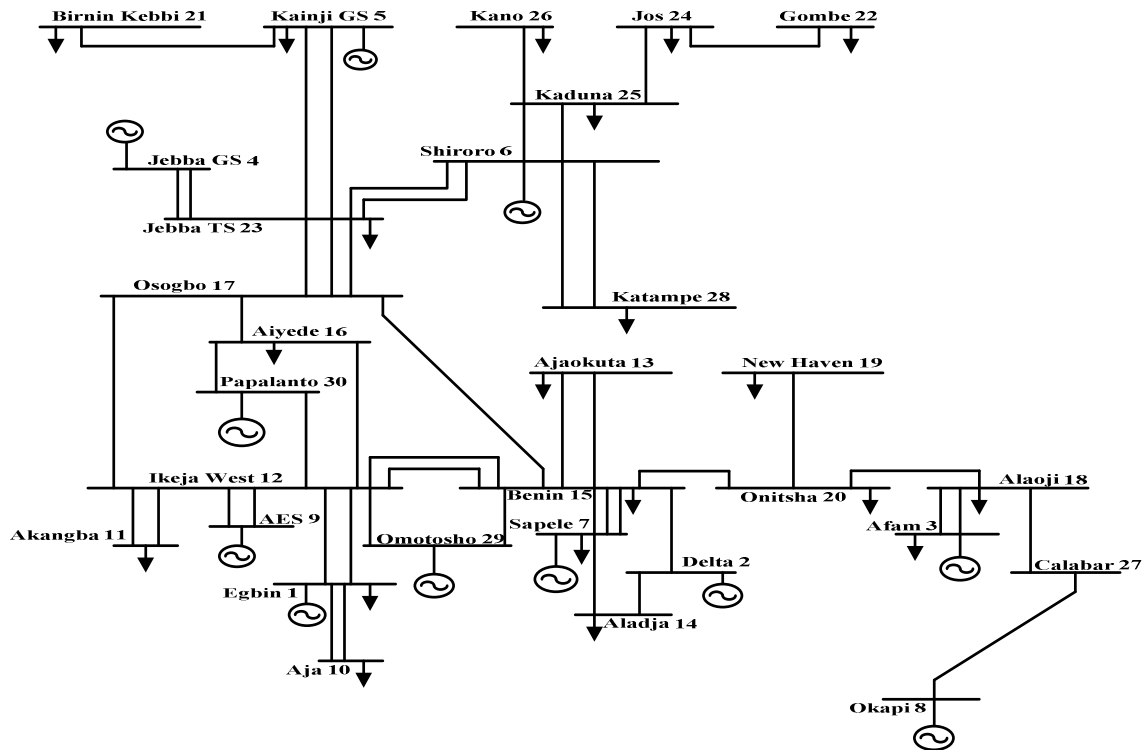 Birnin Kebbi 21
Kainji GS 5
Kano 26
Jos 24
Gombe 22
Kaduna 25
Shiroro 6
Jebba GS 4
Jebba TS 23
Osogbo 17
Katampe 28
Aiyede 16
Ajaokuta 13
New Haven 19
Papalanto 30
Ikeja West 12
Benin 15
Onitsha 20
Alaoji 18
Akangba 11
AES 9
Omotosho 29
Sapele 7
Afam 3
Delta 2
Calabar 27
Egbin 1
Aladja 14
Aja 10
Okapi 8